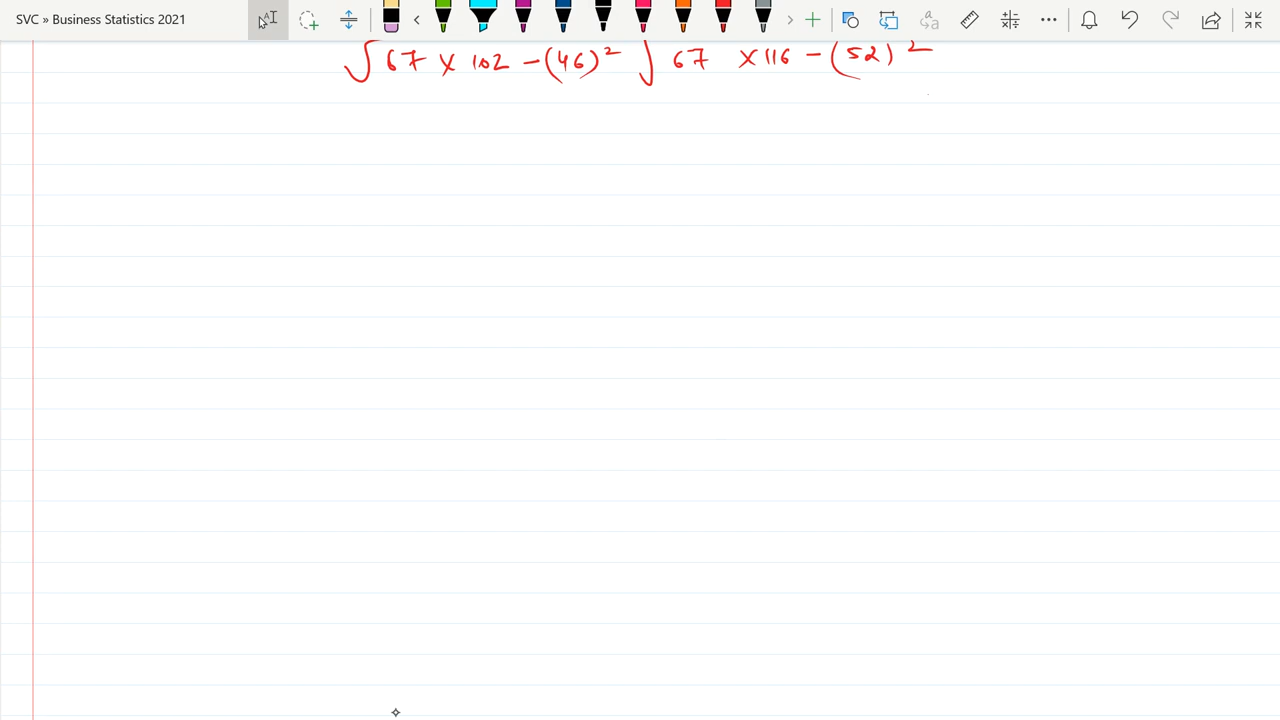 SVC » Business Statistics 2021
√67 × 102 − (46)² √67 × 116 − (52)²